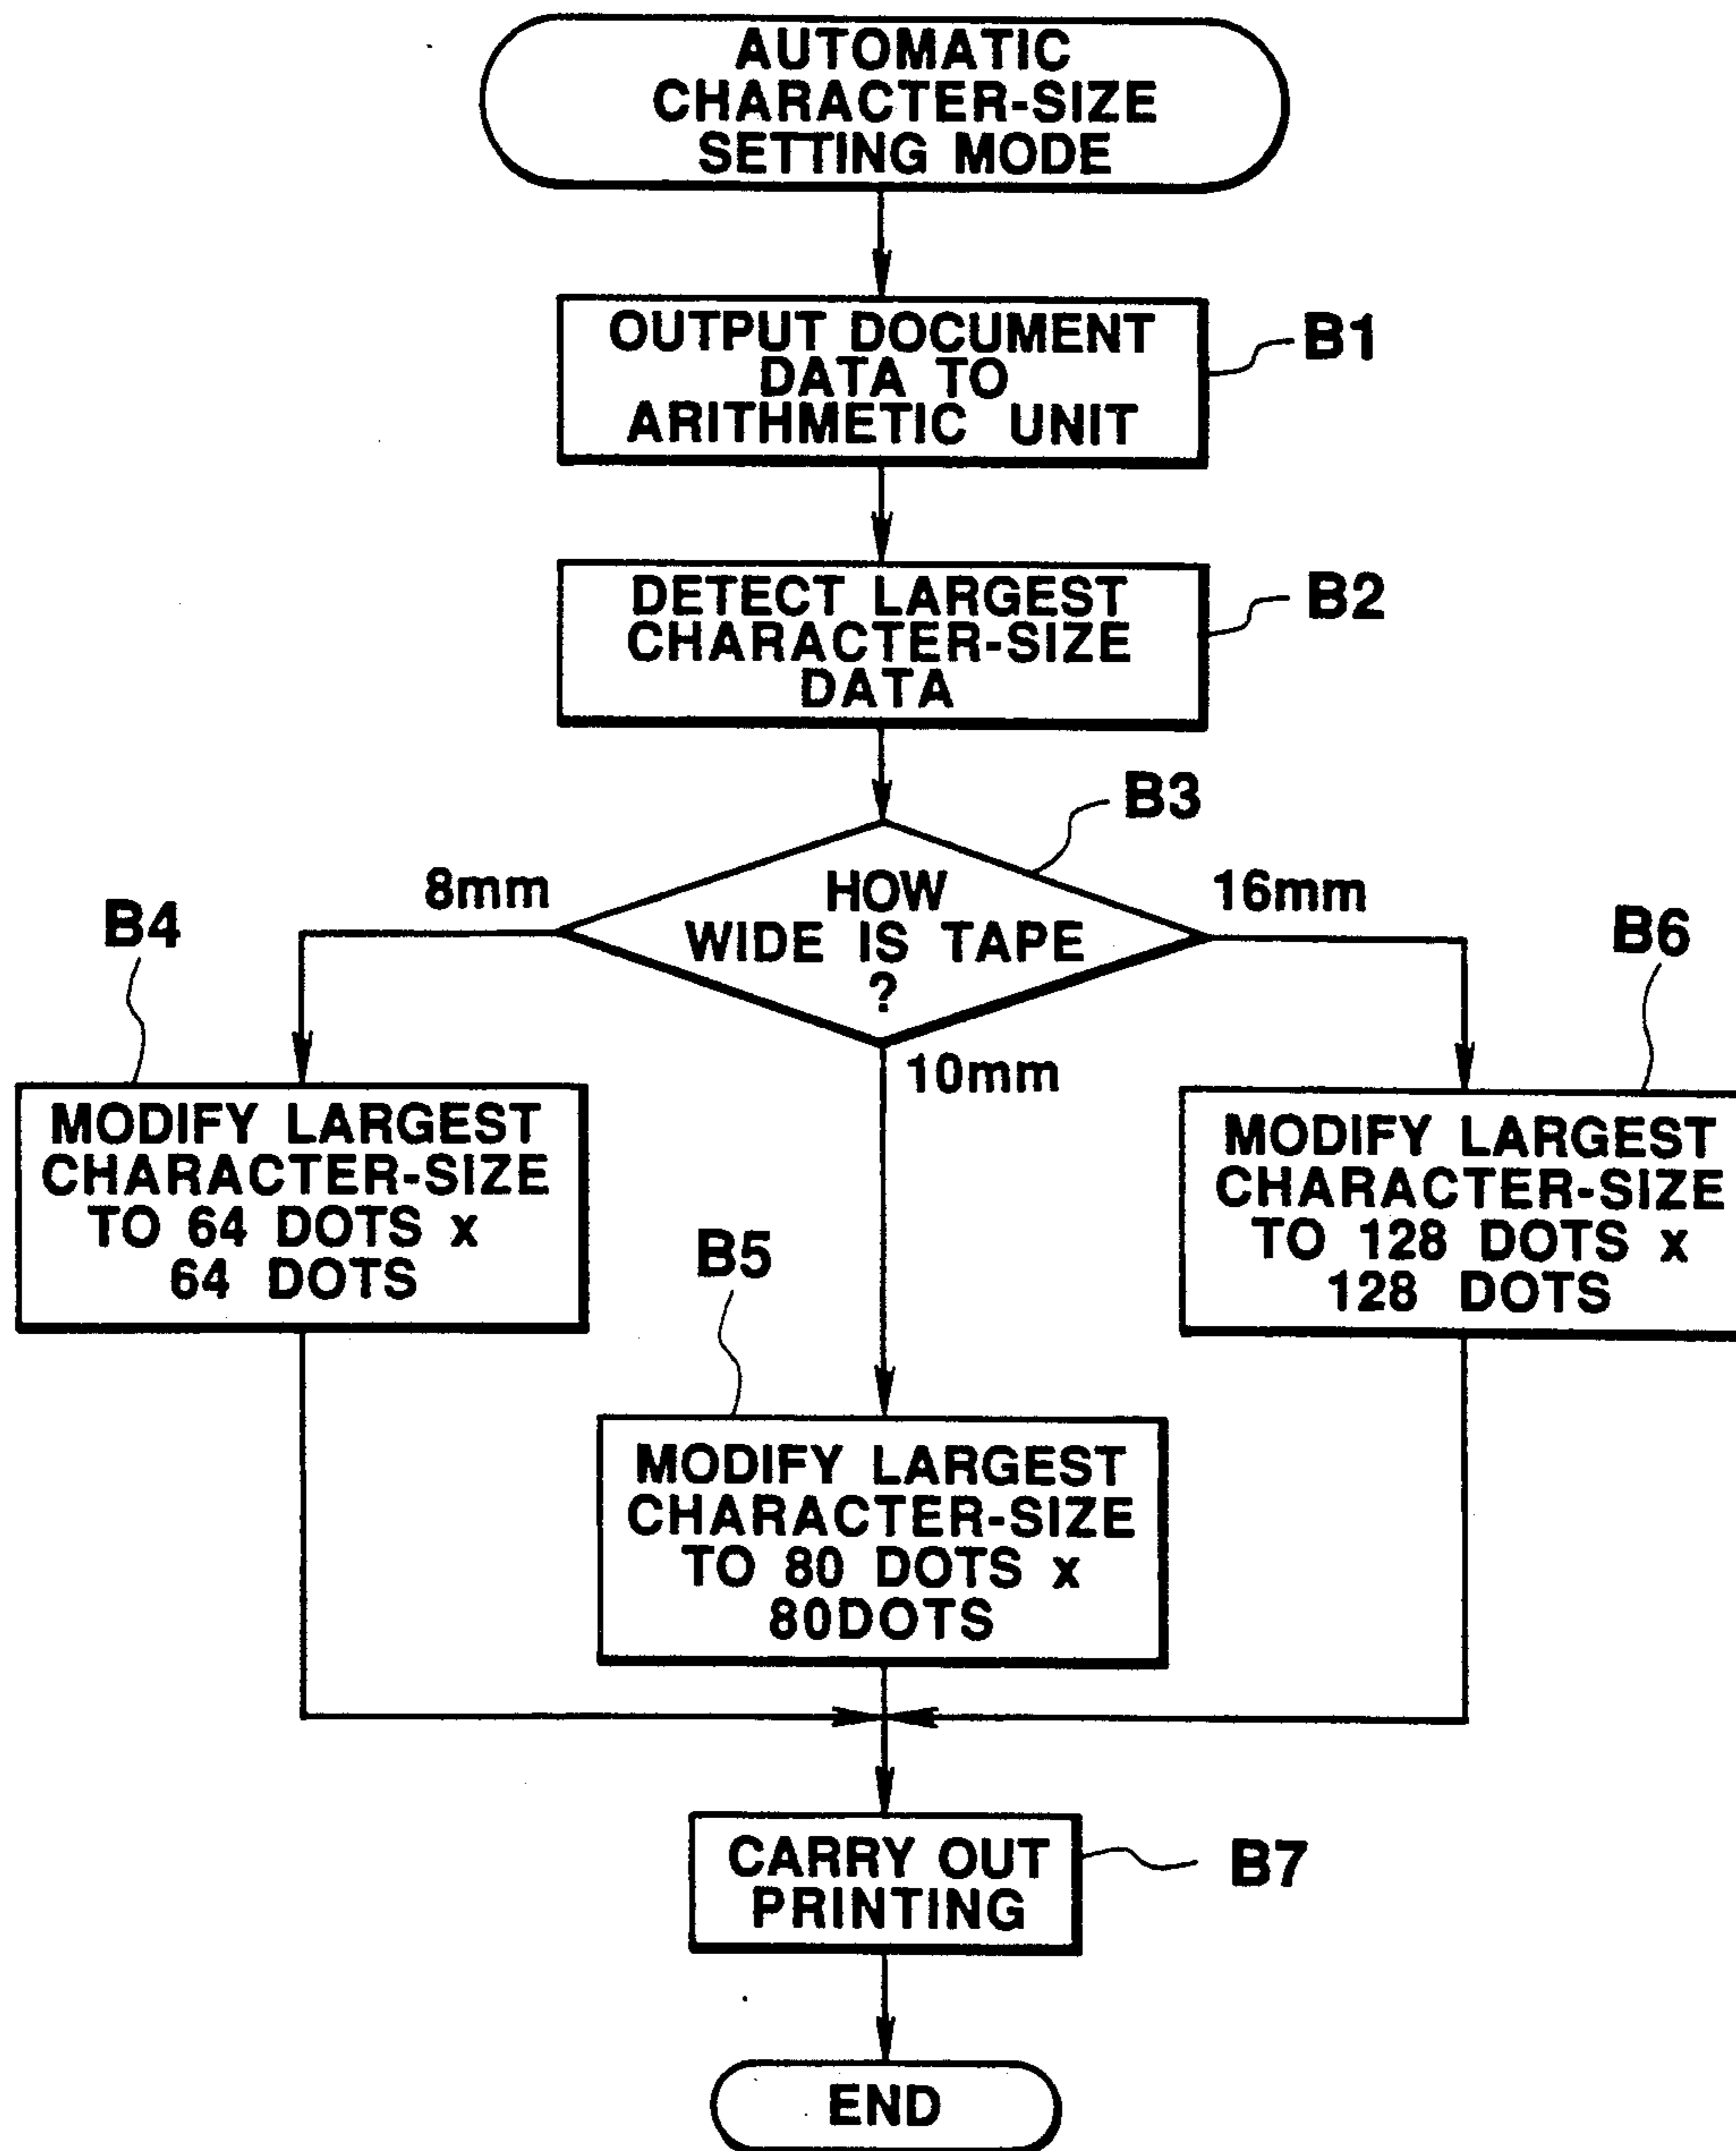 AUTOMATIC
CHARACTER-SIZE
SETTING MODE
OUTPUT DOCUMENT
DATA TO
ARITHMETIC UNIT
B1
DETECT LARGEST
CHARACTER-SIZE
DATA
B2
B3
HOW
WIDE IS TAPE
?
8mm
16mm
10mm
B4
MODIFY LARGEST
CHARACTER-SIZE
TO 64 DOTS x
64 DOTS
B6
MODIFY LARGEST
CHARACTER-SIZE
TO 128 DOTS x
128 DOTS
B5
MODIFY LARGEST
CHARACTER-SIZE
TO 80 DOTS x
80DOTS
CARRY OUT
PRINTING
B7
END